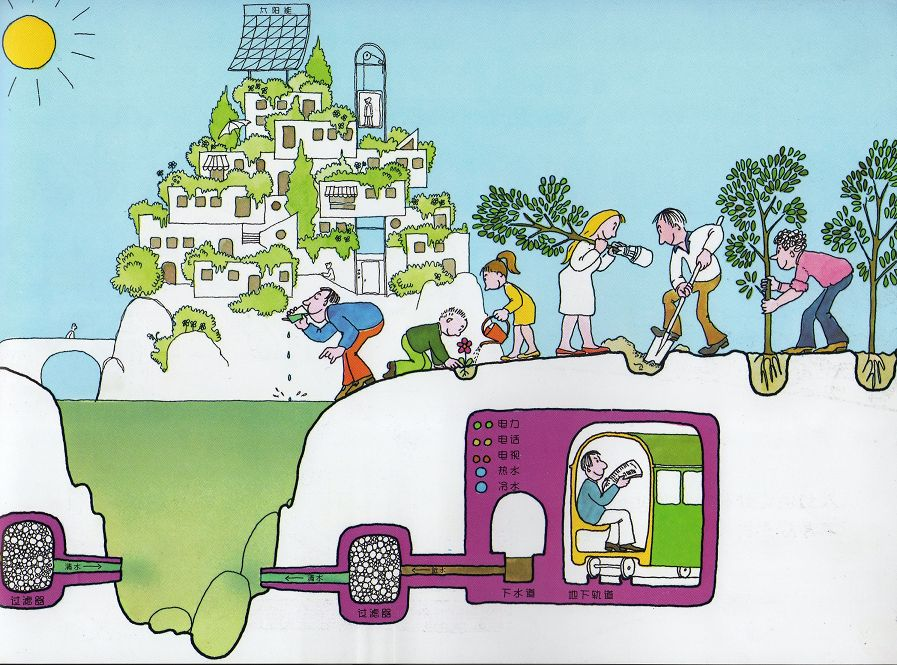 太阳能
电力
电话
电视
热水
冷水
清水
清水
过滤器
过滤器
下水道
地下轨道